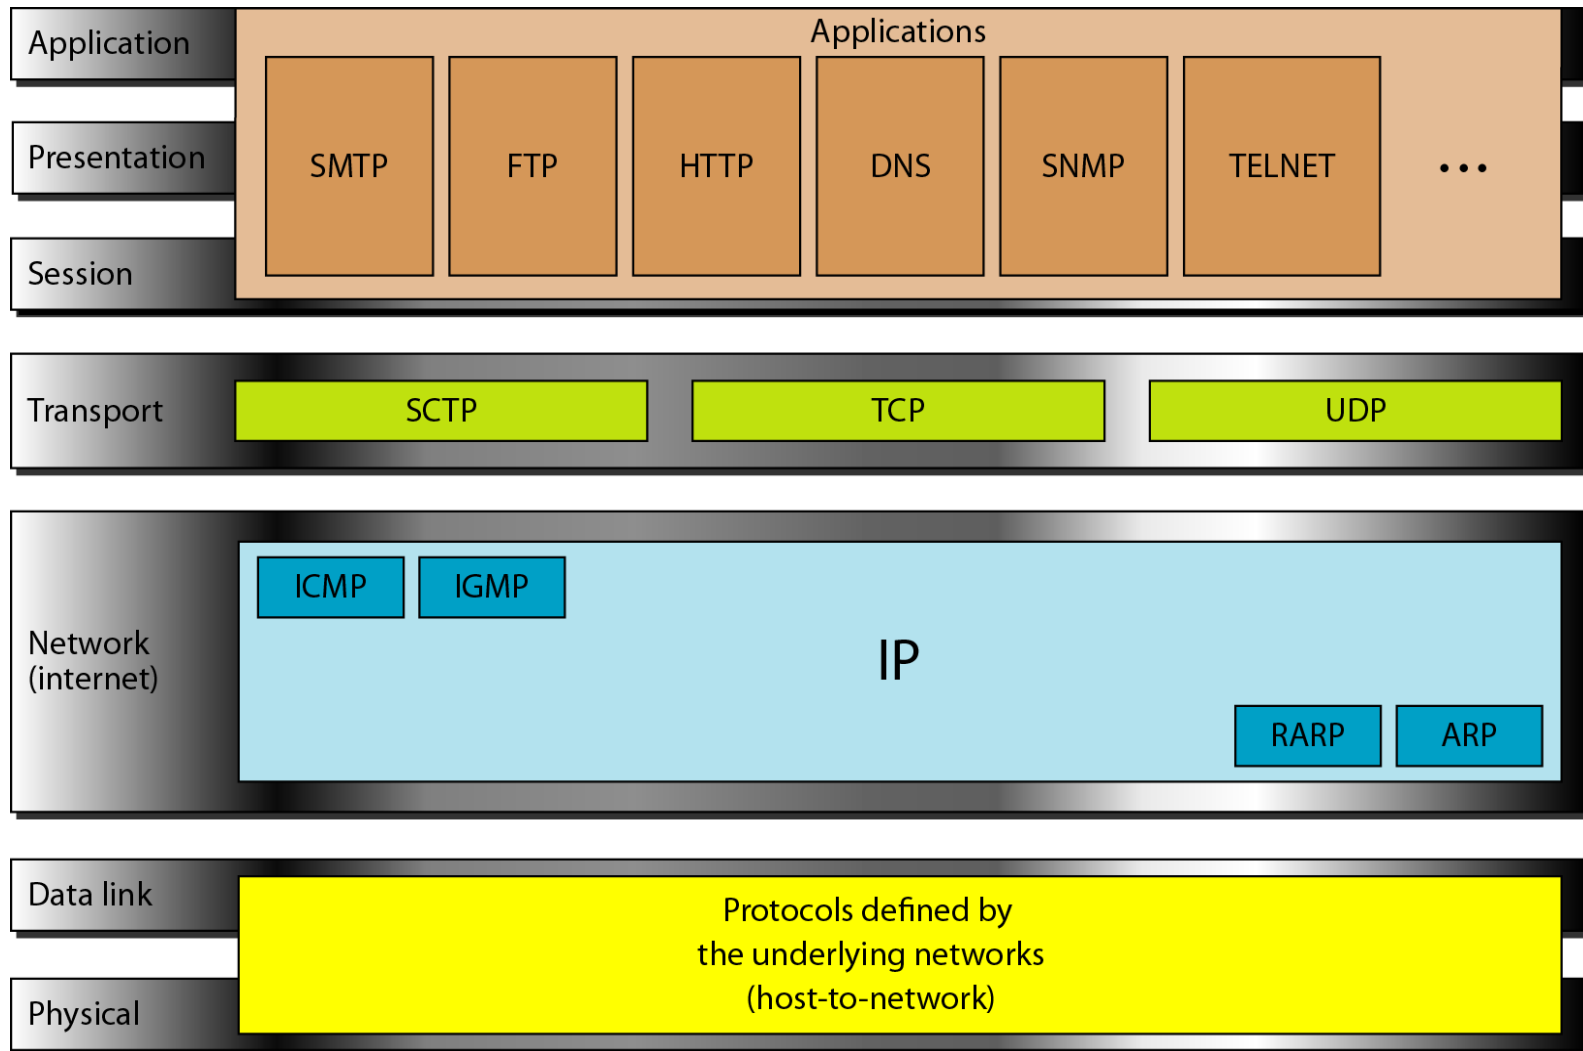 Application
Applications
Presentation
SMTP
FTP
HTTP
DNS
SNMP
TELNET
...
Session
Transport
SCTP
TCP
UDP
Network
(internet)
ICMP
IGMP
IP
RARP
ARP
Data link
Physical
Protocols defined by
the underlying networks
(host-to-network)